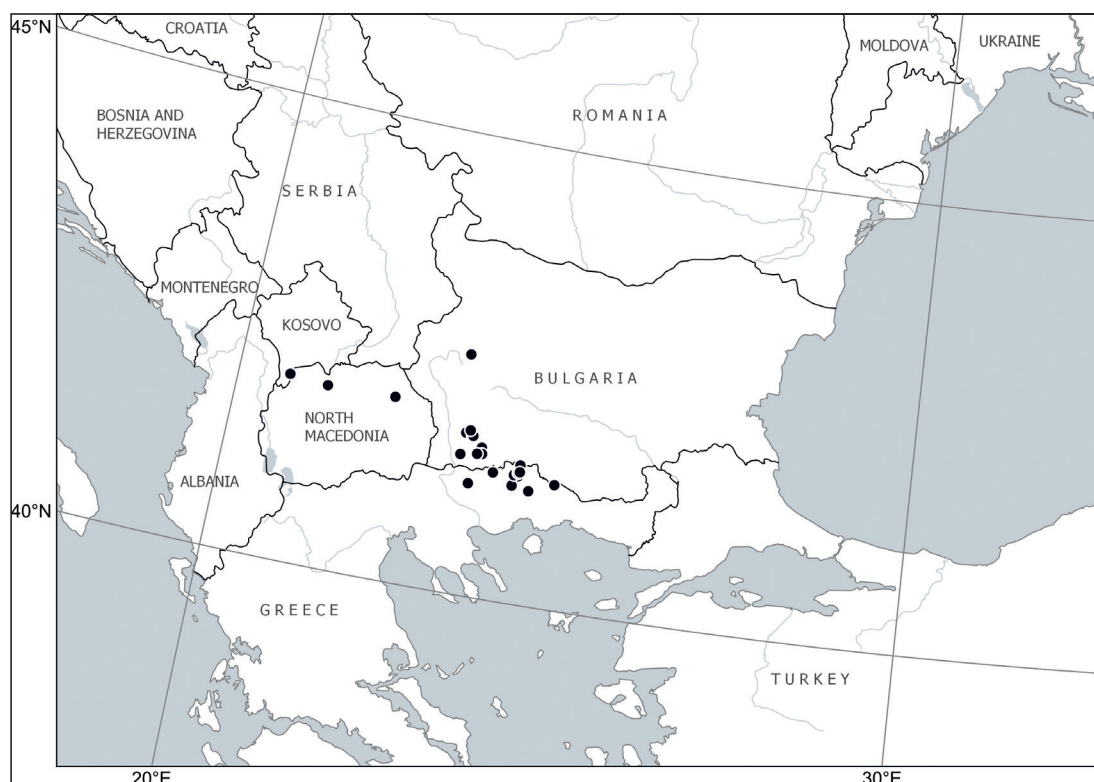 45°N
CROATIA
MOLDOVA
UKRAINE
BOSNIA AND
HERZEGOVINA
ROMANIA
SERBIA
MONTENEGRO
KOSOVO
BULGARIA
NORTH
MACEDONIA
ALBANIA
40°N
GREECE
TURKEY
20°E
30°E